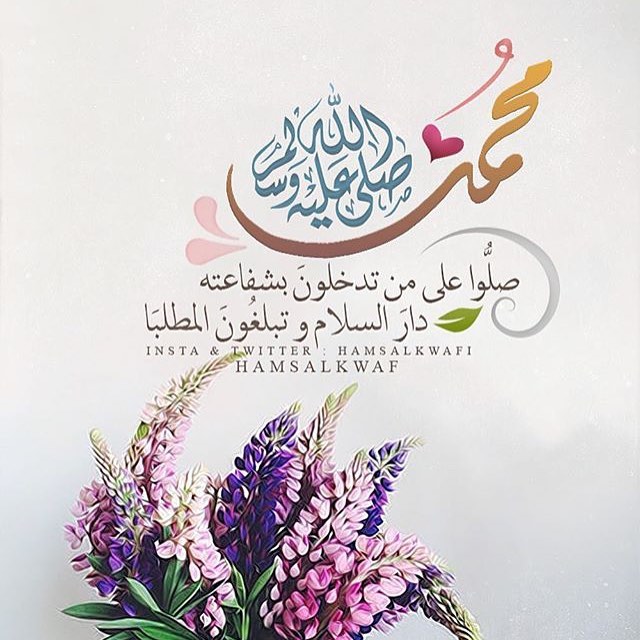 محمد
صلى الله عليه وسلم
صلُّوا على من تدخلونَ بشفاعته
دارَ السلام و تبلغُونَ المطلبَا
INSTA & TWITTER : HAMSALKWAFI
HAMSALKWAF